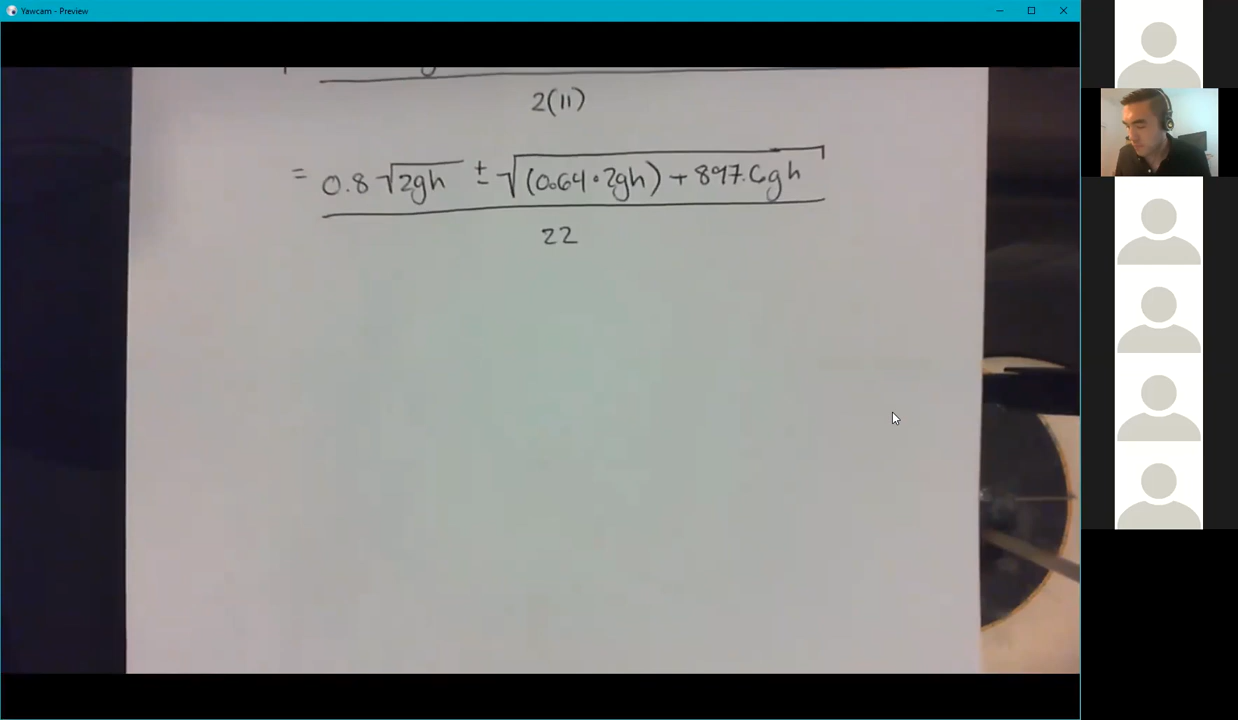 Yawcam - Preview
2(11)
= 0.8 √2gh ± √(0.64·2gh) + 897.6gh
22